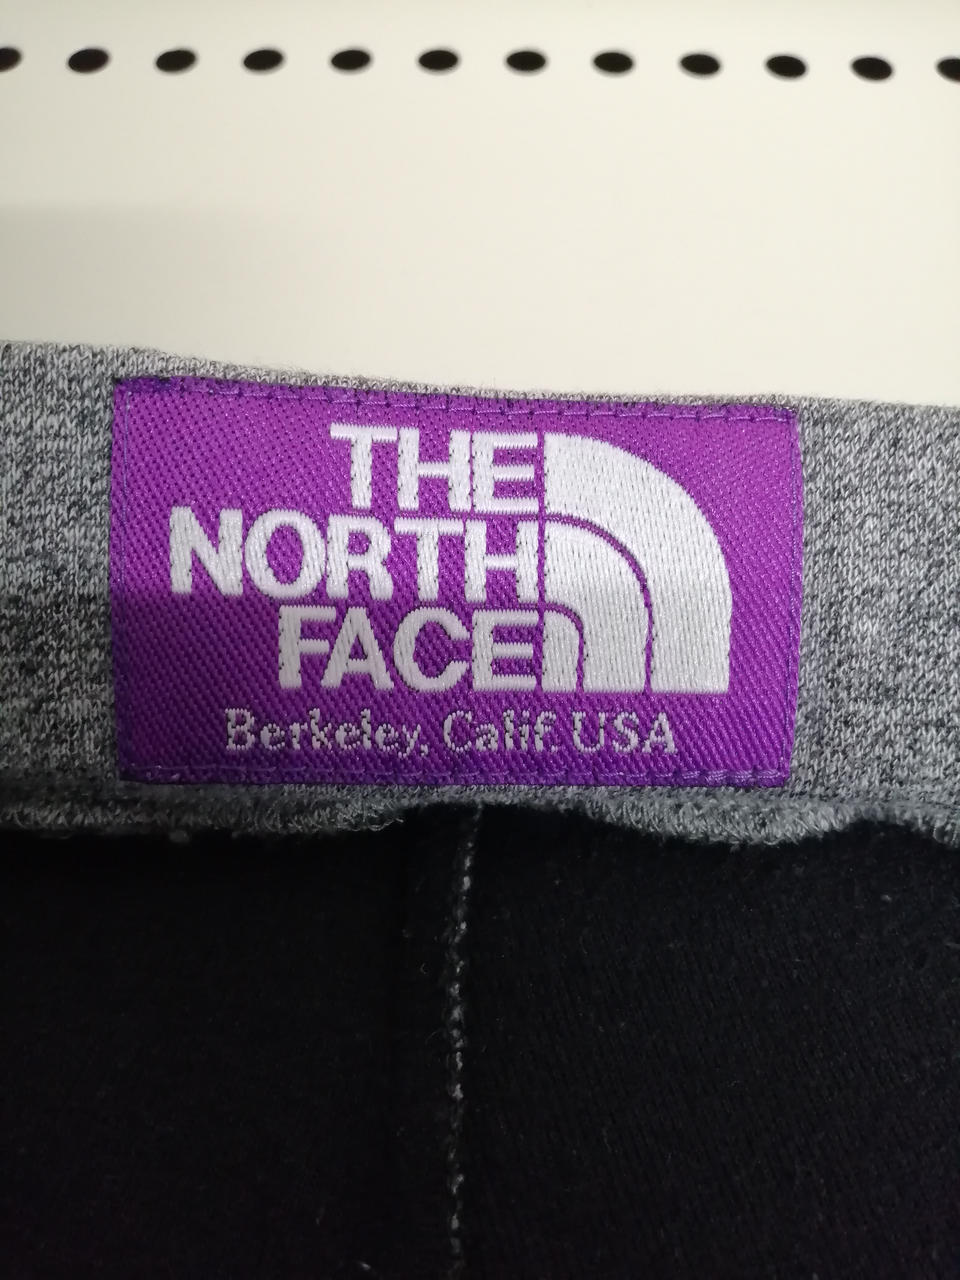 THE
NORTH
FACE
Berkeley, Calif. USA